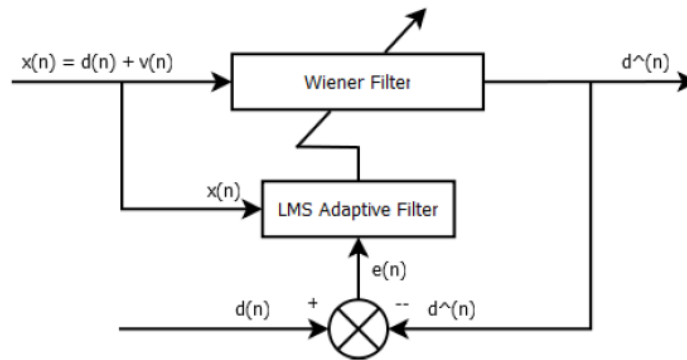 x(n) = d(n) + v(n)
Wiener Filter
d^(n)
x(n)
LMS Adaptive Filter
e(n)
d(n)
+
--
d^(n)